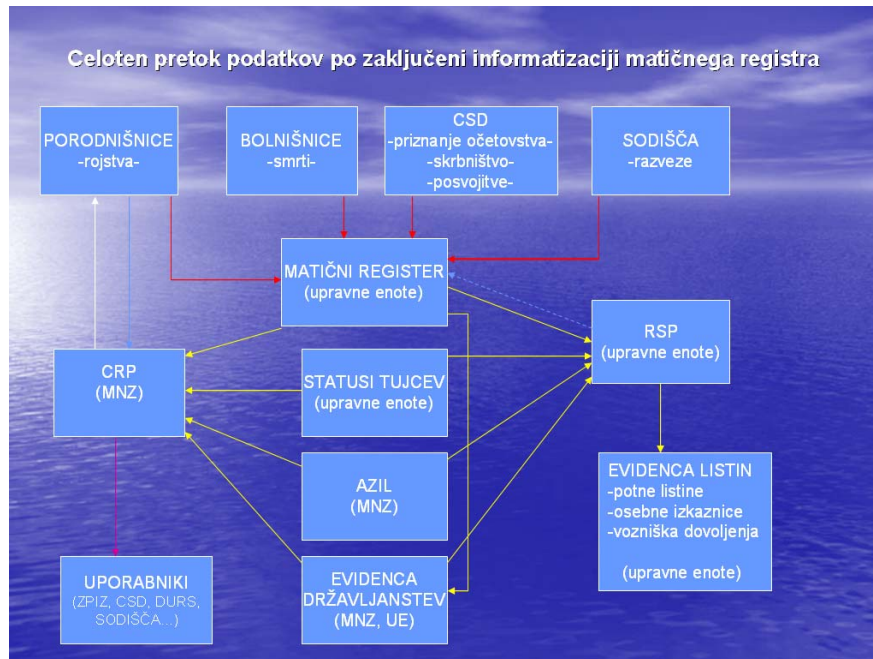 Celoten pretok podatkov po zaključeni informatizaciji matičnega registra
PORODNIŠNICE
-rojstva-
BOLNIŠNICE
-smrti-
CSD
-priznanje očetovstva-
-skrbništvo-
-posvojitve-
SODIŠČA
-razveze
MATIČNI REGISTER
(upravne enote)
RSP
(upravne enote)
CRP
(MNZ)
STATUSI TUJCEV
(upravne enote)
AZIL
(MNZ)
EVIDENCA LISTIN
-potne listine
-osebne izkaznice
-vozniška dovoljenja
(upravne enote)
UPORABNIKI
(ZPIZ, CSD, DURS,
SODIŠČA...)
EVIDENCA
DRŽAVLJANSTEV
(MNZ, UE)